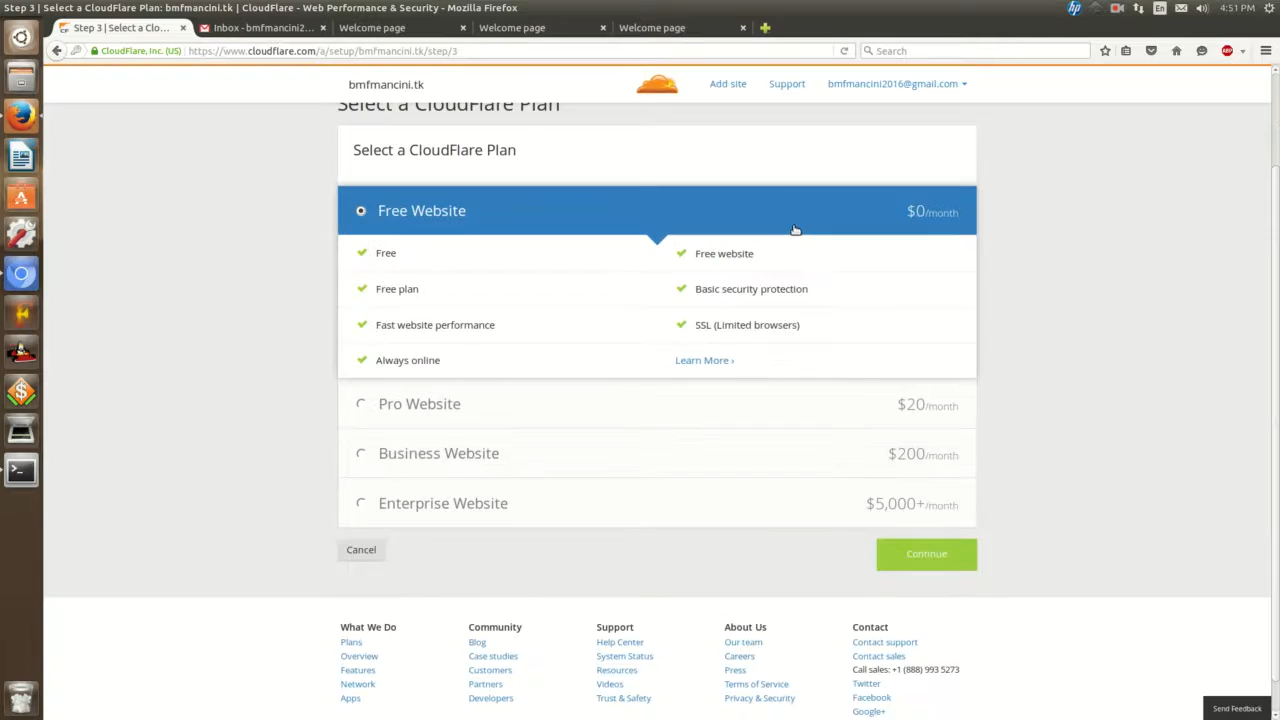 Step 3 | Select a CloudFlare Plan: bmfmancini.tk | CloudFlare - Web Performance & Security - Mozilla Firefox
En
4:51 PM
Step 3 | Select a Clo...
Inbox - bmfmancini2...
Welcome page
Welcome page
Welcome page
CloudFlare, Inc. (US)
https://www.cloudflare.com/a/setup/bmfmancini.tk/step/3
Search
ABP
bmfmancini.tk
Add site
Support
bmfmancini2016@gmail.com
Select a CloudFlare Plan
Select a CloudFlare Plan
Free Website
$0/month
Free
Free website
Free plan
Basic security protection
Fast website performance
SSL (Limited browsers)
Always online
Learn More ›
Pro Website
$20/month
Business Website
$200/month
Enterprise Website
$5,000+/month
Cancel
Continue
What We Do
Plans
Overview
Features
Network
Apps
Community
Blog
Case studies
Customers
Partners
Developers
Support
Help Center
System Status
Resources
Videos
Trust & Safety
About Us
Our team
Careers
Press
Terms of Service
Privacy & Security
Contact
Contact support
Contact sales
Call sales: +1 (888) 993 5273
Twitter
Facebook
Google+
Send Feedback